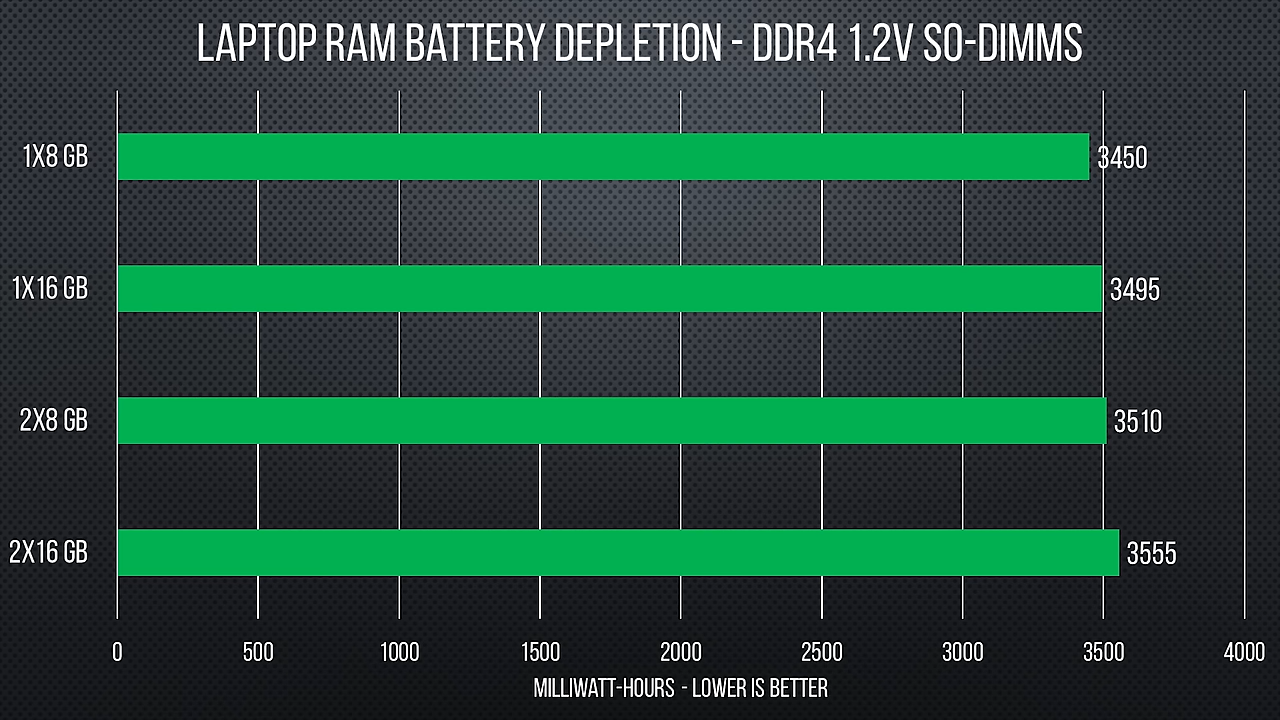 LAPTOP RAM BATTERY DEPLETION - DDR4 1.2V SO-DIMMS
1X8 GB
3450
1X16 GB
3495
2X8 GB
3510
2X16 GB
3555
0 500 1000 1500 2000 2500 3000 3500 4000
MILLIWATT-HOURS - LOWER IS BETTER